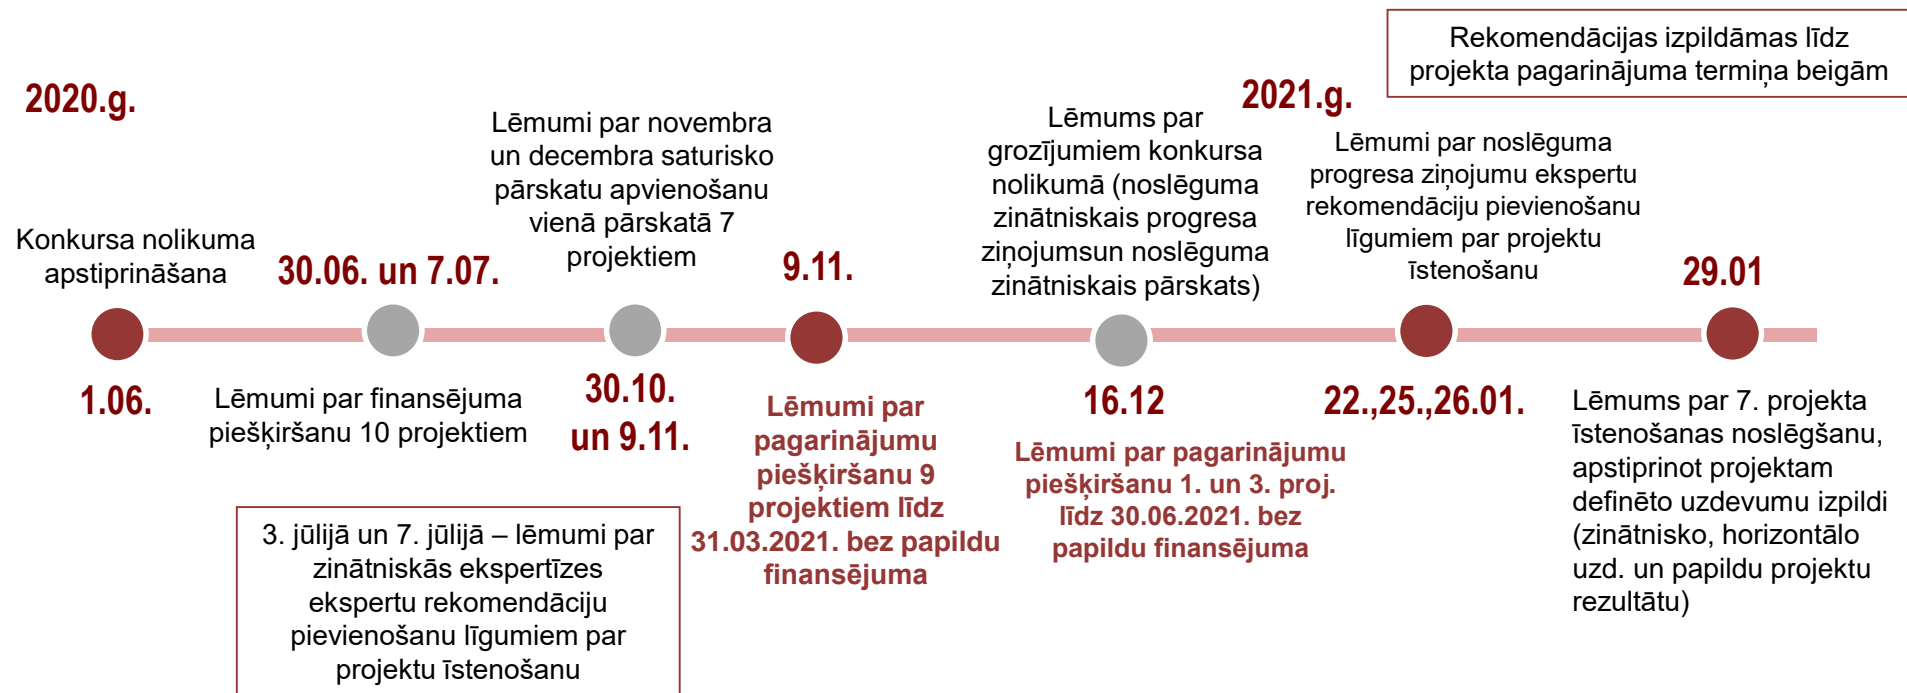 2020.g.
Konkursa nolikuma
apstiprināšana
1.06.
30.06. un 7.07.
Lēmumi par finansējuma
piešķiršanu 10 projektiem
3. jūlijā un 7. jūlijā – lēmumi par
zinātniskās ekspertīzes
ekspertu rekomendāciju
pievienošanu līgumiem par
projektu īstenošanu
Lēmumi par novembra
un decembra saturisko
pārskatu apvienošanu
vienā pārskatā 7
projektiem
30.10.
un 9.11.
9.11.
Lēmumi par
pagarinājumu
piešķiršanu 9
projektiem līdz
31.03.2021. bez papildu
finansējuma
Lēmums par
grozījumiem konkursa
nolikumā (noslēguma
zinātniskais progresa
ziņojumsun noslēguma
zinātniskais pārskats)
16.12
Lēmumi par pagarinājumu
piešķiršanu 1. un 3. proj.
līdz 30.06.2021. bez
papildu finansējuma
2021.g.
Rekomendācijas izpildāmas līdz
projekta pagarinājuma termiņa beigām
Lēmumi par noslēguma
progresa ziņojumu ekspertu
rekomendāciju pievienošanu
līgumiem par projektu
īstenošanu
22.,25.,26.01.
29.01
Lēmums par 7. projekta
īstenošanas noslēgšanu,
apstiprinot projektam
definēto uzdevumu izpildi
(zinātnisko, horizontālo
uzd. un papildu projektu
rezultātu)